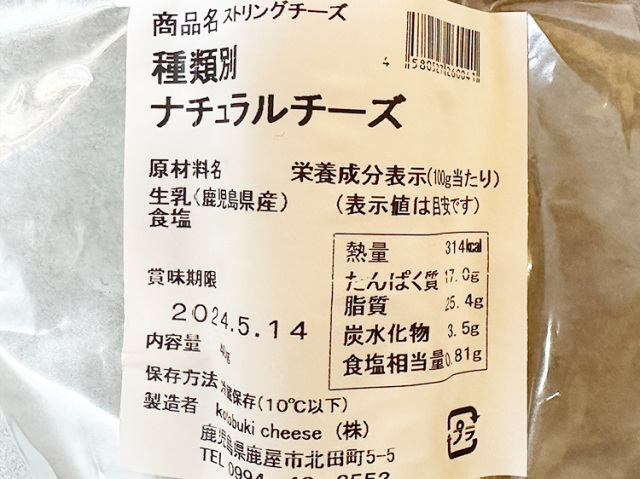 商品名 ストリングチーズ
種類別
ナチュラルチーズ
原材料名
生乳(鹿児島県産)
食塩
栄養成分表示(100g当たり)
(表示値は目安です)
熱量 314kcal
たんぱく質 17.0g
脂質 25.4g
炭水化物 3.5g
食塩相当量 0.81g
賞味期限
2024.5.14
内容量
保存方法 冷蔵保存(10℃以下)
製造者 kotobuki cheese (株)
鹿児島県鹿屋市北田町5-5
TEL 0994
プラ